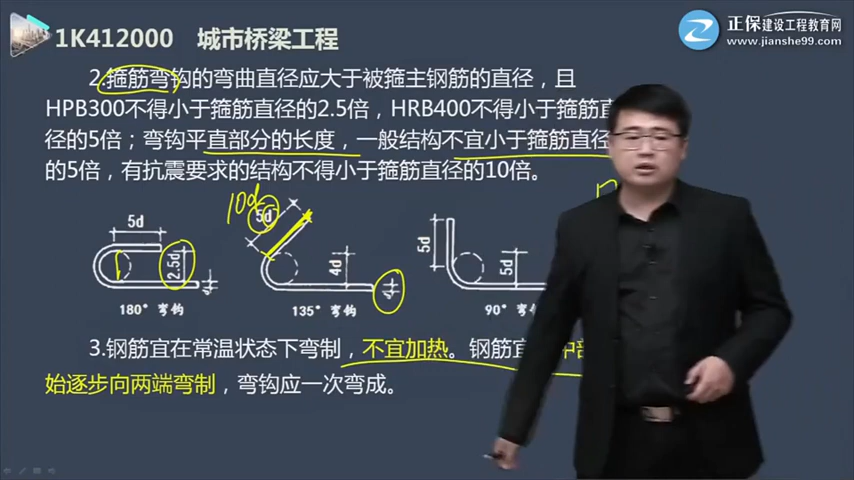 1K412000 城市桥梁工程
正保建设工程教育网
www.jianshe99.com
2.箍筋弯钩的弯曲直径应大于被箍主钢筋的直径，且
HPB300不得小于箍筋直径的2.5倍，HRB400不得小于箍筋直
径的5倍；弯钩平直部分的长度，一般结构不宜小于箍筋直径
的5倍，有抗震要求的结构不得小于箍筋直径的10倍。
10d
5d
5d
2.5d
4d
5d
5d
180° 弯钩
135° 弯钩
90° 弯钩
3.钢筋宜在常温状态下弯制，不宜加热。钢筋宜
始逐步向两端弯制，弯钩应一次弯成。